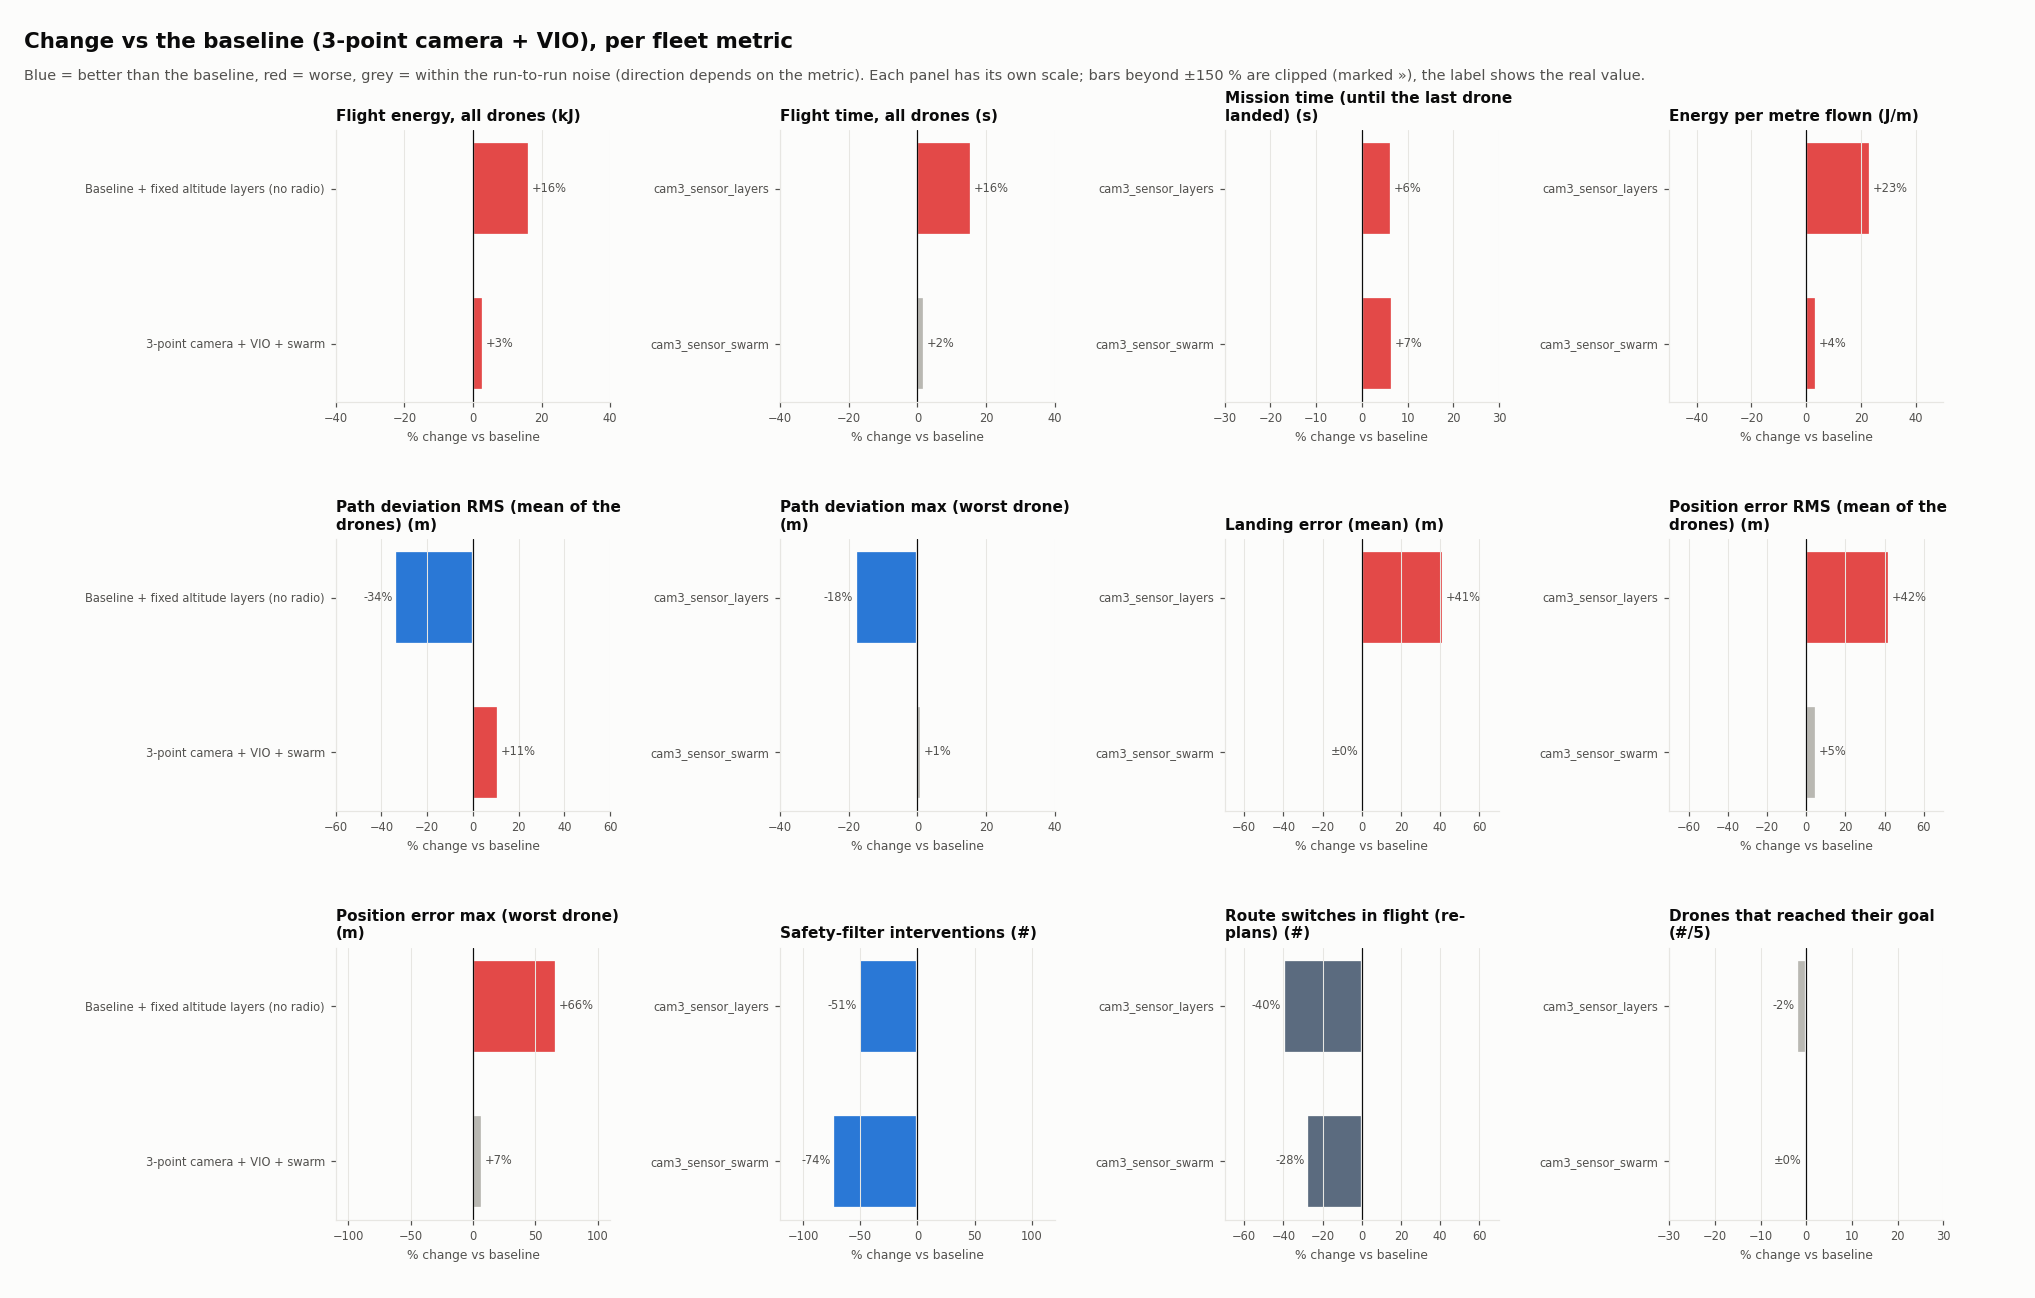 Change vs the baseline (3-point camera + VIO), per fleet metric
Blue = better than the baseline, red = worse, grey = within the run-to-run noise (direction depends on the metric). Each panel has its own scale; bars beyond ±150 % are clipped (marked »), the label shows the real value.
Flight energy, all drones (kJ)
Baseline + fixed altitude layers (no radio)
+16%
3-point camera + VIO + swarm
+3%
−40 −20 0 20 40
% change vs baseline
Flight time, all drones (s)
cam3_sensor_layers
+16%
cam3_sensor_swarm
+2%
−40 −20 0 20 40
% change vs baseline
Mission time (until the last drone
landed) (s)
cam3_sensor_layers
+6%
cam3_sensor_swarm
+7%
−30 −20 −10 0 10 20 30
% change vs baseline
Energy per metre flown (J/m)
cam3_sensor_layers
+23%
cam3_sensor_swarm
+4%
−40 −20 0 20 40
% change vs baseline
Path deviation RMS (mean of the
drones) (m)
Baseline + fixed altitude layers (no radio)
-34%
3-point camera + VIO + swarm
+11%
−60 −40 −20 0 20 40 60
% change vs baseline
Path deviation max (worst drone)
(m)
cam3_sensor_layers
-18%
cam3_sensor_swarm
+1%
−40 −20 0 20 40
% change vs baseline
Landing error (mean) (m)
cam3_sensor_layers
+41%
cam3_sensor_swarm
±0%
−60 −40 −20 0 20 40 60
% change vs baseline
Position error RMS (mean of the
drones) (m)
cam3_sensor_layers
+42%
cam3_sensor_swarm
+5%
−60 −40 −20 0 20 40 60
% change vs baseline
Position error max (worst drone)
(m)
Baseline + fixed altitude layers (no radio)
+66%
3-point camera + VIO + swarm
+7%
−100 −50 0 50 100
% change vs baseline
Safety-filter interventions (#)
cam3_sensor_layers
-51%
cam3_sensor_swarm
-74%
−100 −50 0 50 100
% change vs baseline
Route switches in flight (re-
plans) (#)
cam3_sensor_layers
-40%
cam3_sensor_swarm
-28%
−60 −40 −20 0 20 40 60
% change vs baseline
Drones that reached their goal
(#/5)
cam3_sensor_layers
-2%
cam3_sensor_swarm
±0%
−30 −20 −10 0 10 20 30
% change vs baseline